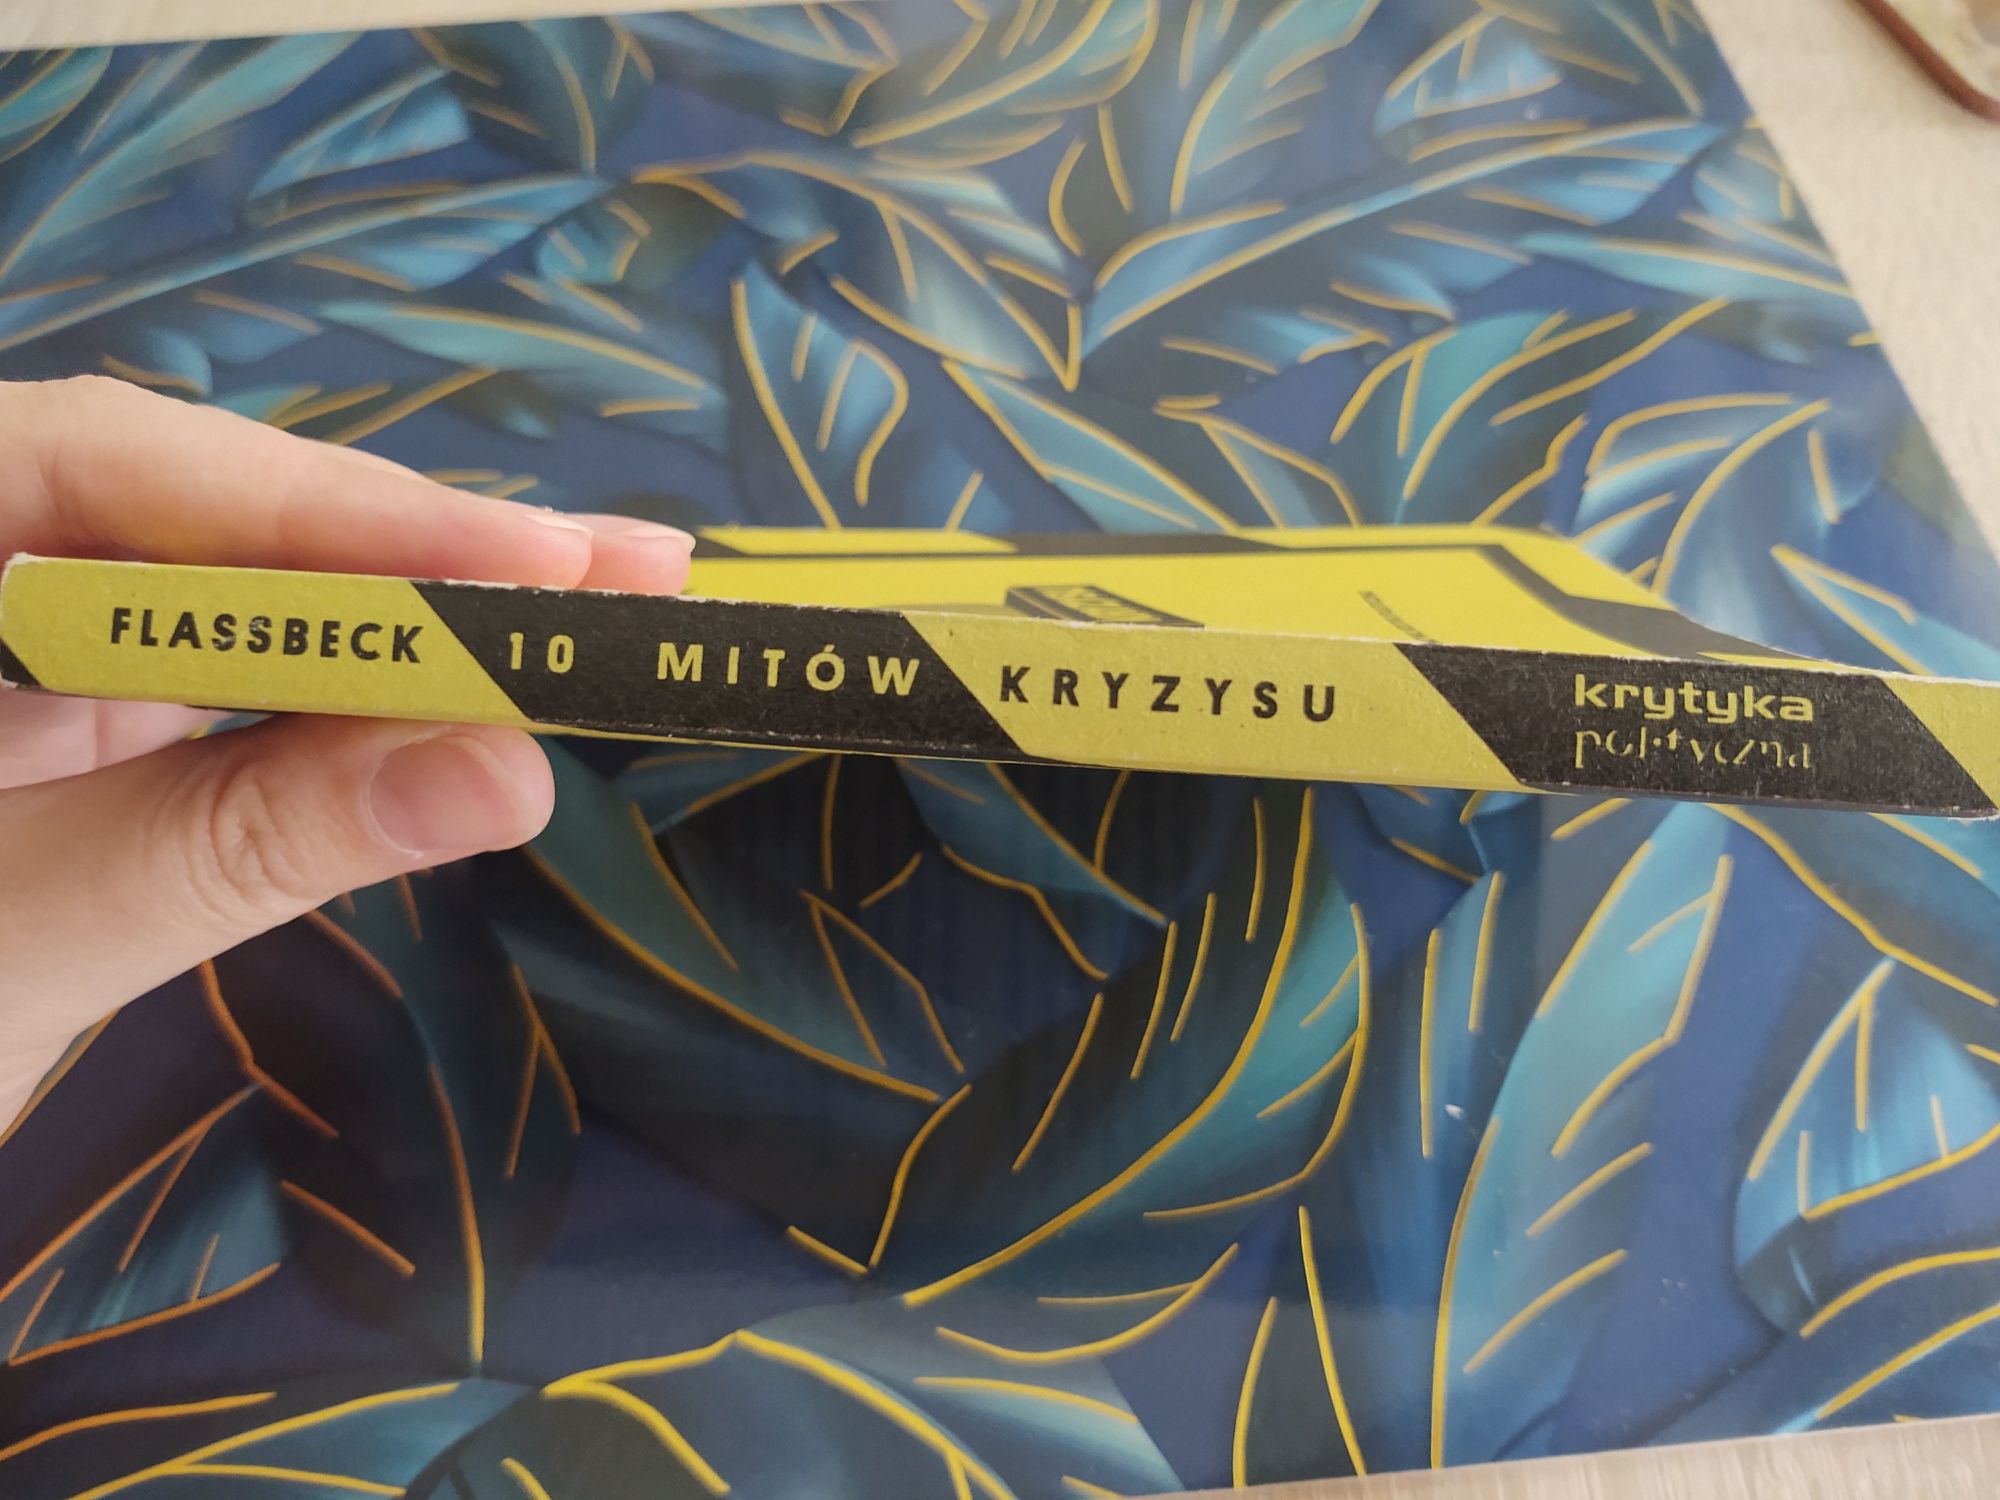 FLASSBECK 10 MITÓW KRYZYSU
krytyka
polityczna